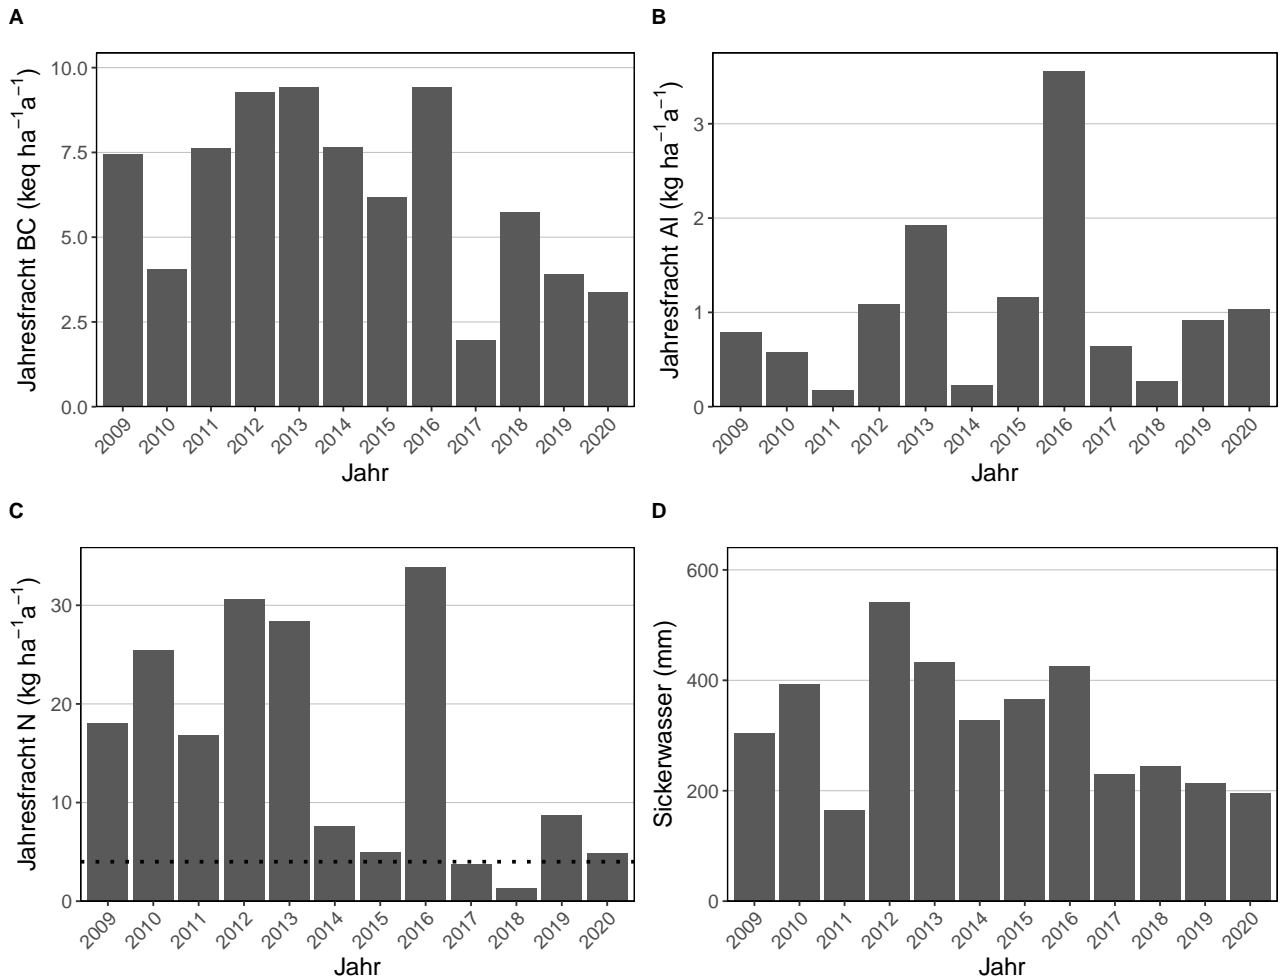 A
Jahresfracht BC (keq ha⁻¹a⁻¹)
10.0
7.5
5.0
2.5
0.0
2009 2010 2011 2012 2013 2014 2015 2016 2017 2018 2019 2020
Jahr
B
Jahresfracht Al (kg ha⁻¹a⁻¹)
3
2
1
0
2009 2010 2011 2012 2013 2014 2015 2016 2017 2018 2019 2020
Jahr
C
Jahresfracht N (kg ha⁻¹a⁻¹)
30
20
10
0
2009 2010 2011 2012 2013 2014 2015 2016 2017 2018 2019 2020
Jahr
D
Sickerwasser (mm)
600
400
200
0
2009 2010 2011 2012 2013 2014 2015 2016 2017 2018 2019 2020
Jahr